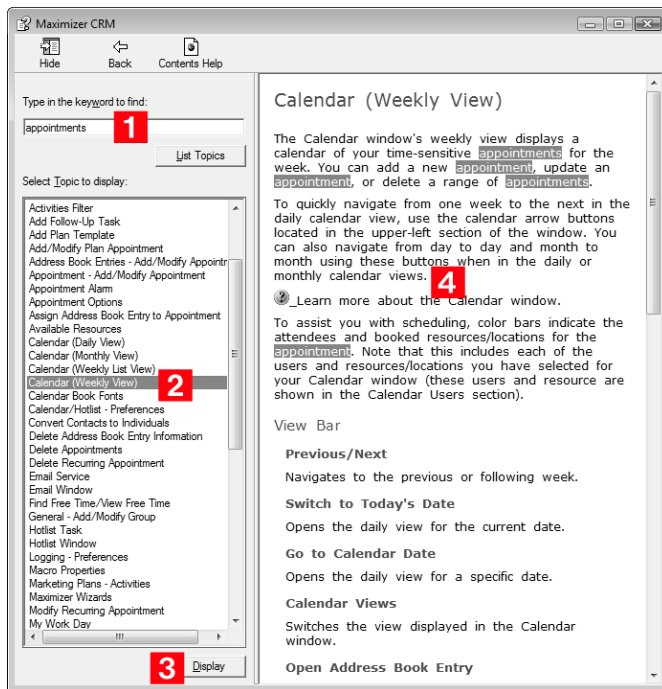 Maximizer CRM
Hide
Back
Contents Help
Type in the keyword to find:
appointments
1
List Topics
Select Topic to display:
Activities Filter
Add Follow-Up Task
Add Plan Template
Add/Modify Plan Appointment
Address Book Entries - Add/Modify Appointr
Appointment - Add/Modify Appointment
Appointment Alarm
Appointment Options
Assign Address Book Entry to Appointment
Available Resources
Calendar (Daily View)
Calendar (Monthly View)
Calendar (Weekly List View)
Calendar (Weekly View)
2
Calendar Book Fonts
Calendar/Hotlist - Preferences
Convert Contacts to Individuals
Delete Address Book Entry Information
Delete Appointments
Delete Recurring Appointment
Email Service
Email Window
Find Free Time/View Free Time
General - Add/Modify Group
Hotlist Task
Hotlist Window
Logging - Preferences
Macro Properties
Marketing Plans - Activities
Maximizer Wizards
Modify Recurring Appointment
My Work Day
3
Display
Calendar (Weekly View)
The Calendar window's weekly view displays a
calendar of your time-sensitive appointments for the
week. You can add a new appointment, update an
appointment, or delete a range of appointments.
To quickly navigate from one week to the next in the
daily calendar view, use the calendar arrow buttons
located in the upper-left section of the window. You
can also navigate from day to day and month to
month using these buttons when in the daily or
monthly calendar views.
4
_Learn more about the Calendar window.
To assist you with scheduling, color bars indicate the
attendees and booked resources/locations for the
appointment. Note that this includes each of the
users and resources/locations you have selected for
your Calendar window (these users and resource are
shown in the Calendar Users section).
View Bar
Previous/Next
Navigates to the previous or following week.
Switch to Today's Date
Opens the daily view for the current date.
Go to Calendar Date
Opens the daily view for a specific date.
Calendar Views
Switches the view displayed in the Calendar
window.
Open Address Book Entry